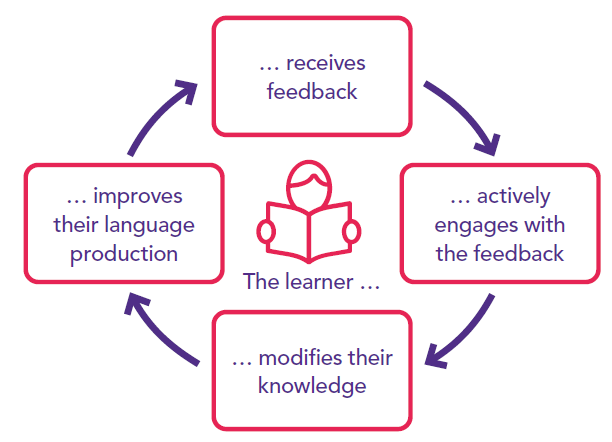 … receives
feedback
… actively
engages with
the feedback
… modifies their
knowledge
… improves
their language
production
The learner …